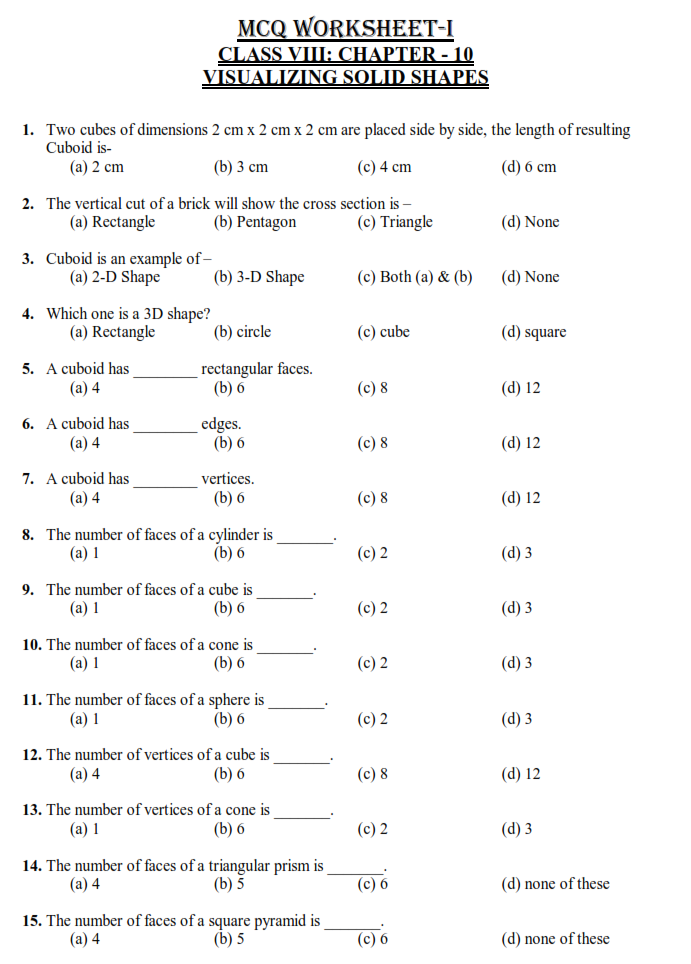 MCQ WORKSHEET-I
CLASS VIII: CHAPTER - 10
VISUALIZING SOLID SHAPES
1. Two cubes of dimensions 2 cm x 2 cm x 2 cm are placed side by side, the length of resulting
Cuboid is-
(a) 2 cm (b) 3 cm (c) 4 cm (d) 6 cm
2. The vertical cut of a brick will show the cross section is –
(a) Rectangle (b) Pentagon (c) Triangle (d) None
3. Cuboid is an example of –
(a) 2-D Shape (b) 3-D Shape (c) Both (a) & (b) (d) None
4. Which one is a 3D shape?
(a) Rectangle (b) circle (c) cube (d) square
5. A cuboid has ________ rectangular faces.
(a) 4 (b) 6 (c) 8 (d) 12
6. A cuboid has ________ edges.
(a) 4 (b) 6 (c) 8 (d) 12
7. A cuboid has ________ vertices.
(a) 4 (b) 6 (c) 8 (d) 12
8. The number of faces of a cylinder is _______.
(a) 1 (b) 6 (c) 2 (d) 3
9. The number of faces of a cube is _______.
(a) 1 (b) 6 (c) 2 (d) 3
10. The number of faces of a cone is _______.
(a) 1 (b) 6 (c) 2 (d) 3
11. The number of faces of a sphere is _______.
(a) 1 (b) 6 (c) 2 (d) 3
12. The number of vertices of a cube is _______.
(a) 4 (b) 6 (c) 8 (d) 12
13. The number of vertices of a cone is _______.
(a) 1 (b) 6 (c) 2 (d) 3
14. The number of faces of a triangular prism is _______.
(a) 4 (b) 5 (c) 6 (d) none of these
15. The number of faces of a square pyramid is _______.
(a) 4 (b) 5 (c) 6 (d) none of these